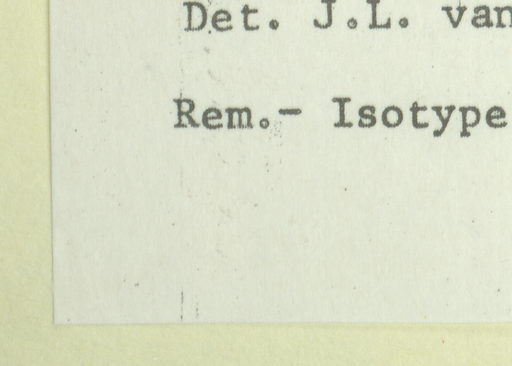 Det. J.L. van
Rem.- Isotype